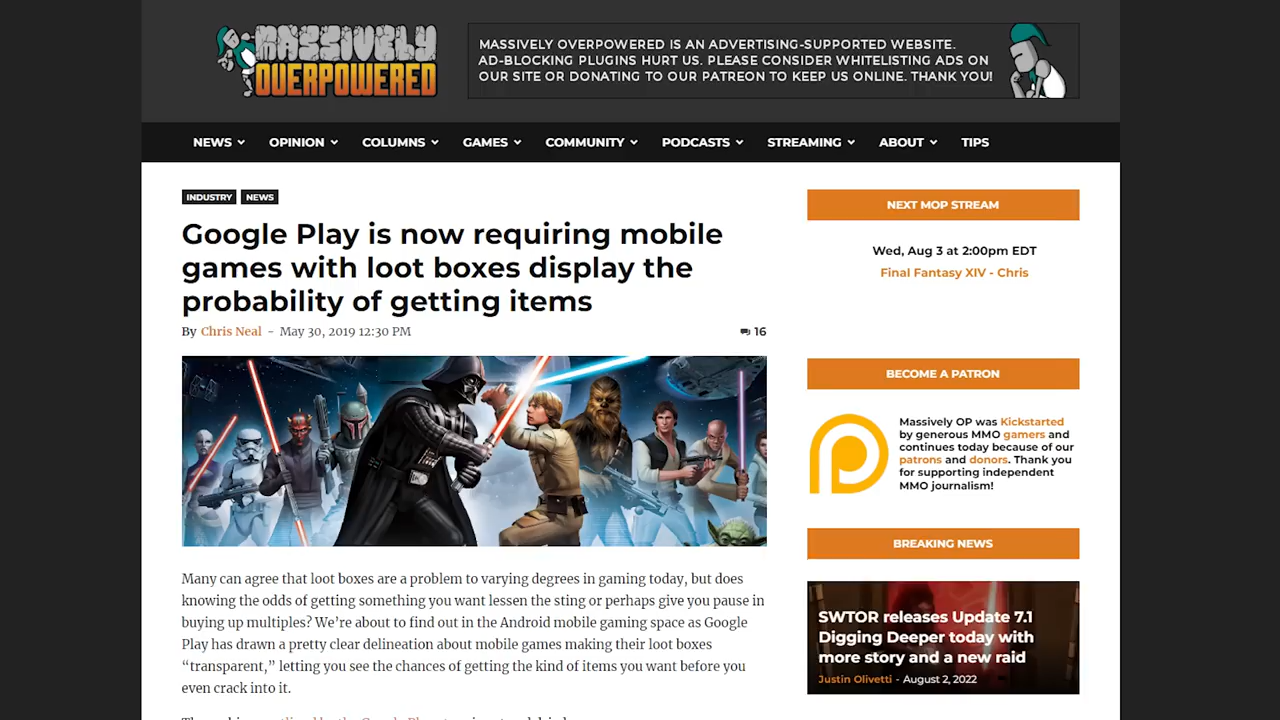 MASSIVELY
OVERPOWERED
MASSIVELY OVERPOWERED IS AN ADVERTISING-SUPPORTED WEBSITE.
AD-BLOCKING PLUGINS HURT US. PLEASE CONSIDER WHITELISTING ADS ON
OUR SITE OR DONATING TO OUR PATREON TO KEEP US ONLINE. THANK YOU!
NEWS OPINION COLUMNS GAMES COMMUNITY PODCASTS STREAMING ABOUT TIPS
INDUSTRY NEWS
Google Play is now requiring mobile
games with loot boxes display the
probability of getting items
By Chris Neal - May 30, 2019 12:30 PM 16
Many can agree that loot boxes are a problem to varying degrees in gaming today, but does
knowing the odds of getting something you want lessen the sting or perhaps give you pause in
buying up multiples? We’re about to find out in the Android mobile gaming space as Google
Play has drawn a pretty clear delineation about mobile games making their loot boxes
“transparent,” letting you see the chances of getting the kind of items you want before you
even crack into it.
NEXT MOP STREAM
Wed, Aug 3 at 2:00pm EDT
Final Fantasy XIV - Chris
BECOME A PATRON
Massively OP was Kickstarted
by generous MMO gamers and
continues today because of our
patrons and donors. Thank you
for supporting independent
MMO journalism!
BREAKING NEWS
SWTOR releases Update 7.1
Digging Deeper today with
more story and a new raid
Justin Olivetti - August 2, 2022